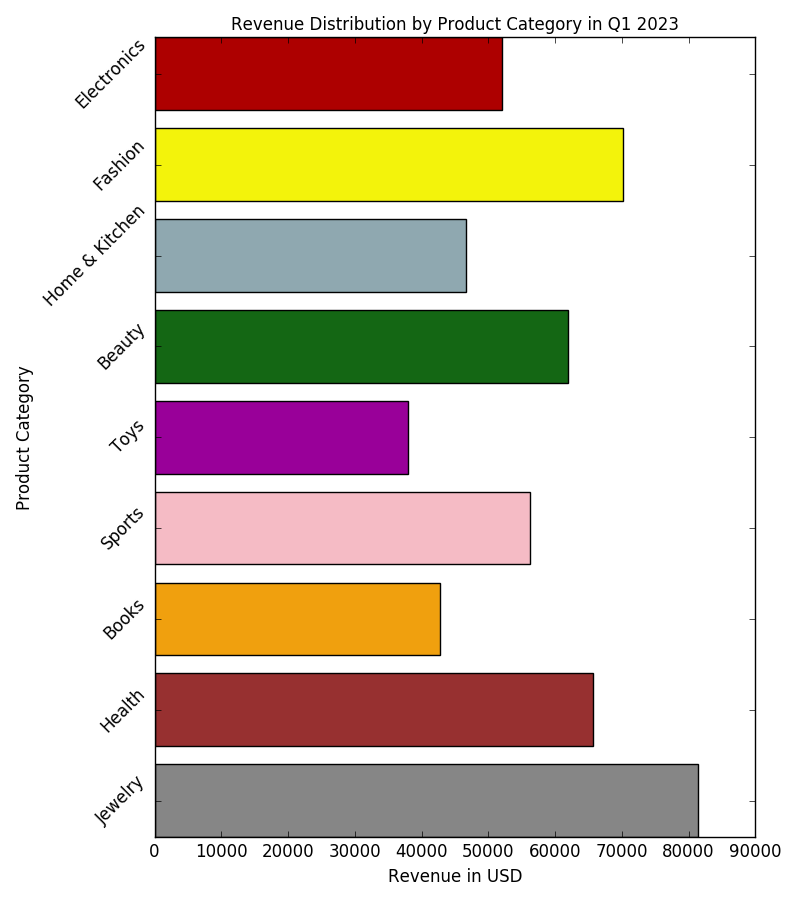 Revenue Distribution by Product Category in Q1 2023
Electronics
Fashion
Home & Kitchen
Beauty
Toys
Sports
Books
Health
Jewelry
Product Category
0 10000 20000 30000 40000 50000 60000 70000 80000 90000
Revenue in USD